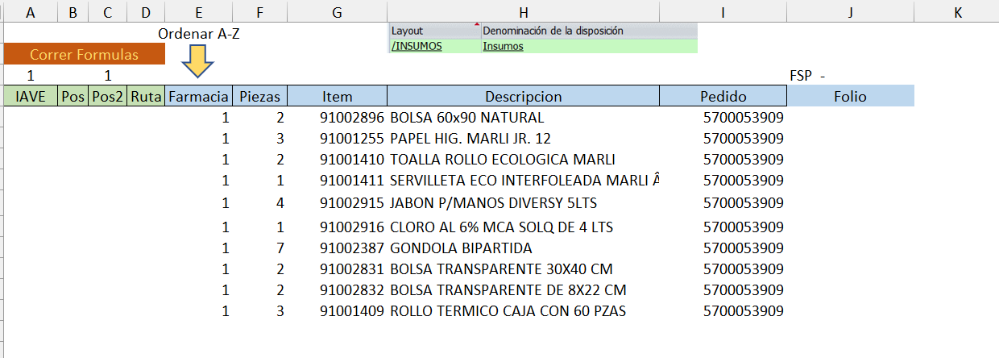 A B C D E F G H I J K
Ordenar A-Z
Layout Denominación de la disposición
/INSUMOS Insumos
Correr Formulas
1 1 FSP -
IAVE Pos Pos2 Ruta Farmacia Piezas Item Descripcion Pedido Folio
1 2 91002896 BOLSA 60x90 NATURAL 5700053909
1 3 91001255 PAPEL HIG. MARLI JR. 12 5700053909
1 2 91001410 TOALLA ROLLO ECOLOGICA MARLI 5700053909
1 1 91001411 SERVILLETA ECO INTERFOLEADA MARLI Â 5700053909
1 4 91002915 JABON P/MANOS DIVERSY 5LTS 5700053909
1 1 91002916 CLORO AL 6% MCA SOLQ DE 4 LTS 5700053909
1 7 91002387 GONDOLA BIPARTIDA 5700053909
1 2 91002831 BOLSA TRANSPARENTE 30X40 CM 5700053909
1 2 91002832 BOLSA TRANSPARENTE DE 8X22 CM 5700053909
1 3 91001409 ROLLO TERMICO CAJA CON 60 PZAS 5700053909